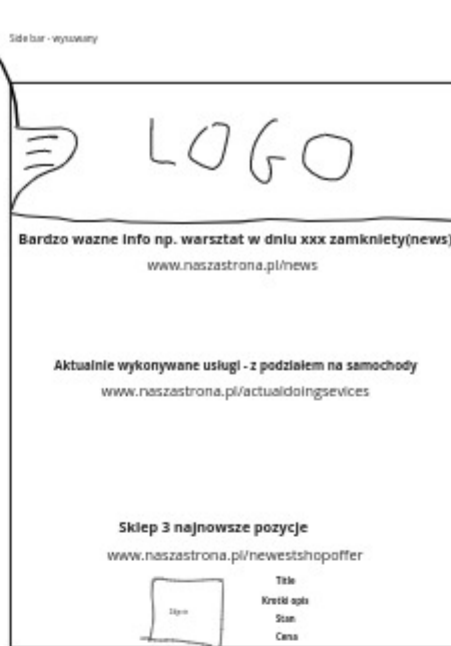 Side bar - wysuwany
LOGO
Bardzo wazne info np. warsztat w dniu xxx zamkniety(news)
www.naszastrona.pl/news
Aktualnie wykonywane usługi - z podziałem na samochody
www.naszastrona.pl/actualdoingsevices
Sklep 3 najnowsze pozycje
www.naszastrona.pl/newestshopoffer
Title
Krotki opis
Stan
Cena